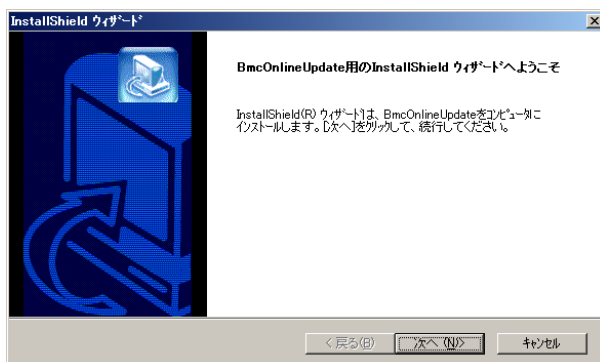 InstallShield ウィザード
BmcOnlineUpdate用のInstallShield ウィザードへようこそ
InstallShield(R) ウィザードは、BmcOnlineUpdateをコンピュータに
インストールします。[次へ]をクリックして、続行してください。
< 戻る(B)
次へ (N)>
キャンセル